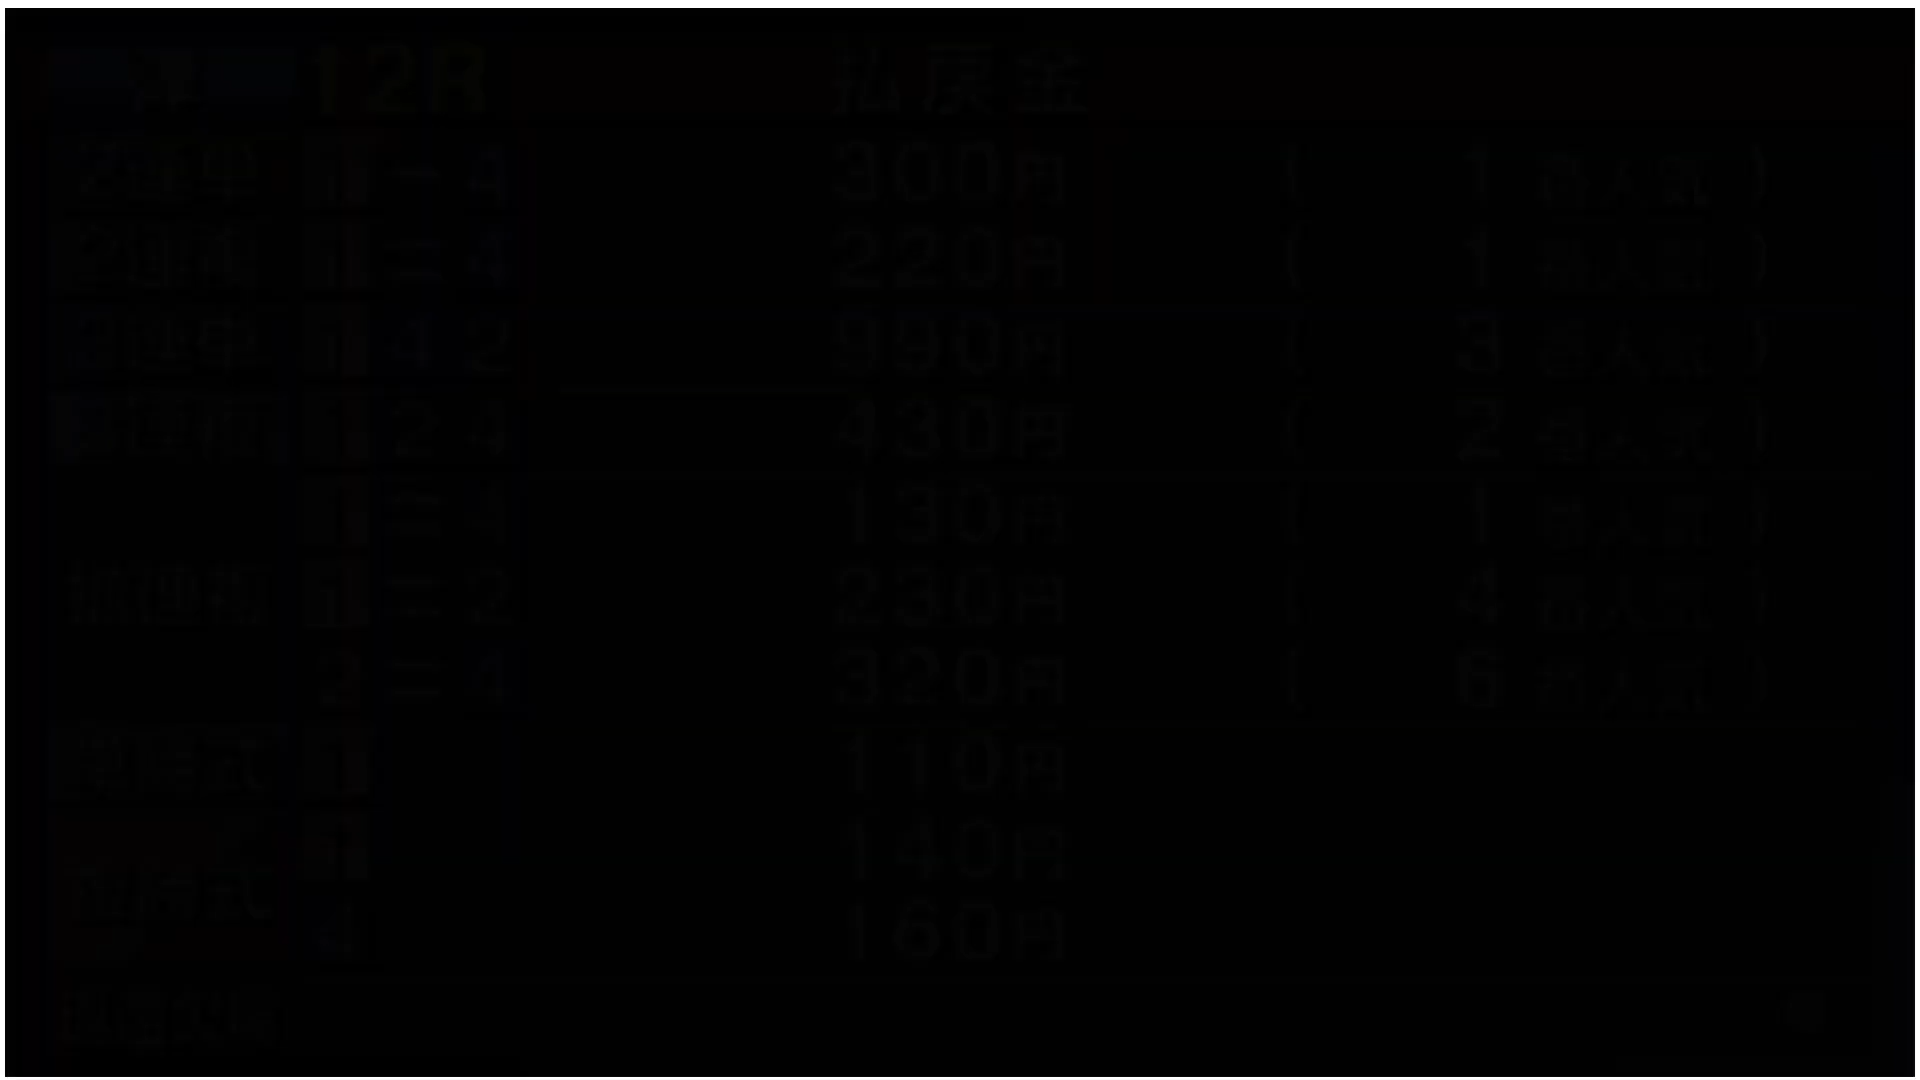 津 12R 払戻金
2連単 1-4 300円 ( 1番人気 )
2連複 1=4 220円 ( 1番人気 )
3連単 1-4-2 990円 ( 3番人気 )
3連複 1=2=4 430円 ( 2番人気 )
1=4 130円 ( 1番人気 )
拡連複 1=2 230円 ( 4番人気 )
2=4 320円 ( 6番人気 )
単勝式 1 110円
1 140円
複勝式
4 160円